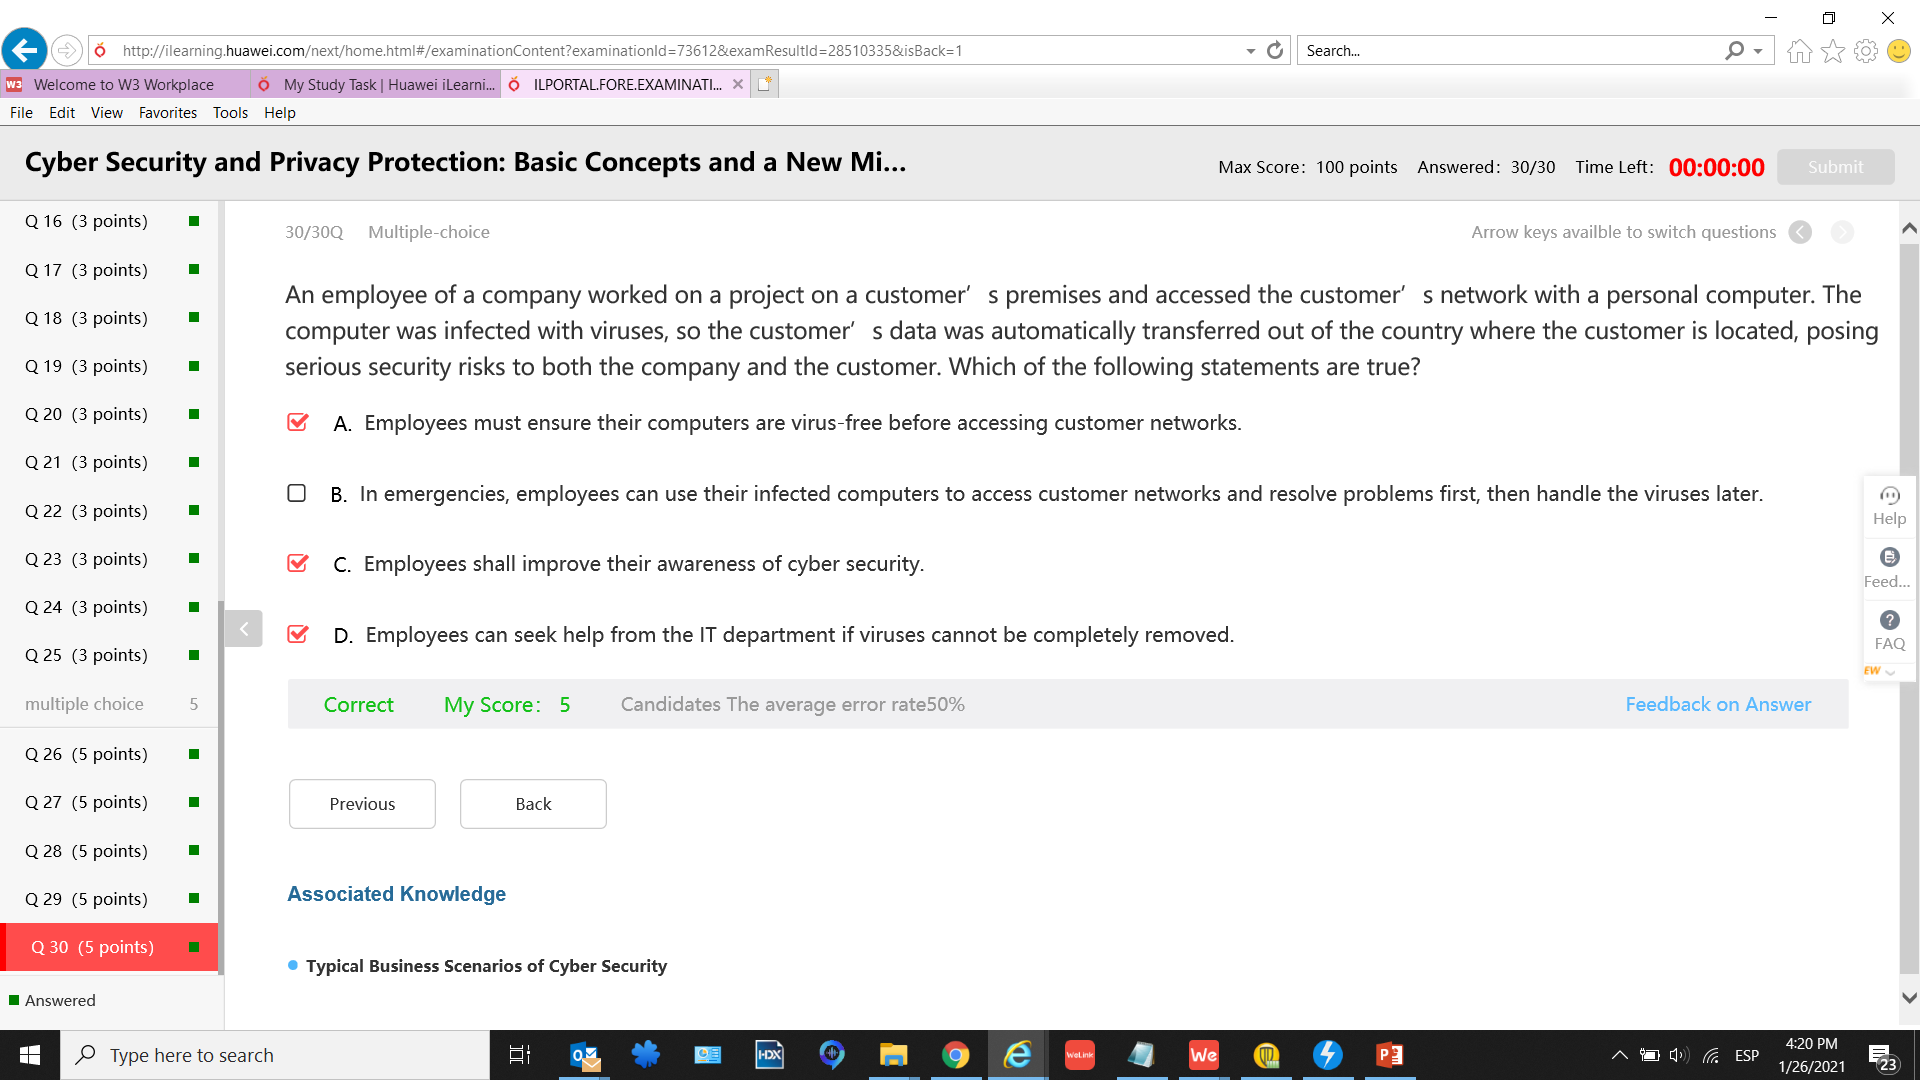 http://ilearning.huawei.com/next/home.html#/examinationContent?examinationId=73612&examResultId=28510335&isBack=1
Search...
W3 Welcome to W3 Workplace
My Study Task | Huawei iLearni...
ILPORTAL.FORE.EXAMINATI...
File Edit View Favorites Tools Help
Cyber Security and Privacy Protection: Basic Concepts and a New Mi...
Max Score: 100 points Answered: 30/30 Time Left: 00:00:00 Submit
Q 16 (3 points)
Q 17 (3 points)
Q 18 (3 points)
Q 19 (3 points)
Q 20 (3 points)
Q 21 (3 points)
Q 22 (3 points)
Q 23 (3 points)
Q 24 (3 points)
Q 25 (3 points)
multiple choice 5
Q 26 (5 points)
Q 27 (5 points)
Q 28 (5 points)
Q 29 (5 points)
Q 30 (5 points)
Answered
30/30Q Multiple-choice
Arrow keys availble to switch questions
An employee of a company worked on a project on a customer's premises and accessed the customer's network with a personal computer. The
computer was infected with viruses, so the customer's data was automatically transferred out of the country where the customer is located, posing
serious security risks to both the company and the customer. Which of the following statements are true?
A. Employees must ensure their computers are virus-free before accessing customer networks.
B. In emergencies, employees can use their infected computers to access customer networks and resolve problems first, then handle the viruses later.
C. Employees shall improve their awareness of cyber security.
D. Employees can seek help from the IT department if viruses cannot be completely removed.
Correct My Score: 5 Candidates The average error rate50% Feedback on Answer
Previous Back
Associated Knowledge
Typical Business Scenarios of Cyber Security
Help
Feed...
FAQ
EW
Type here to search
HDX
WeLink
We
ESP
4:20 PM
1/26/2021
23